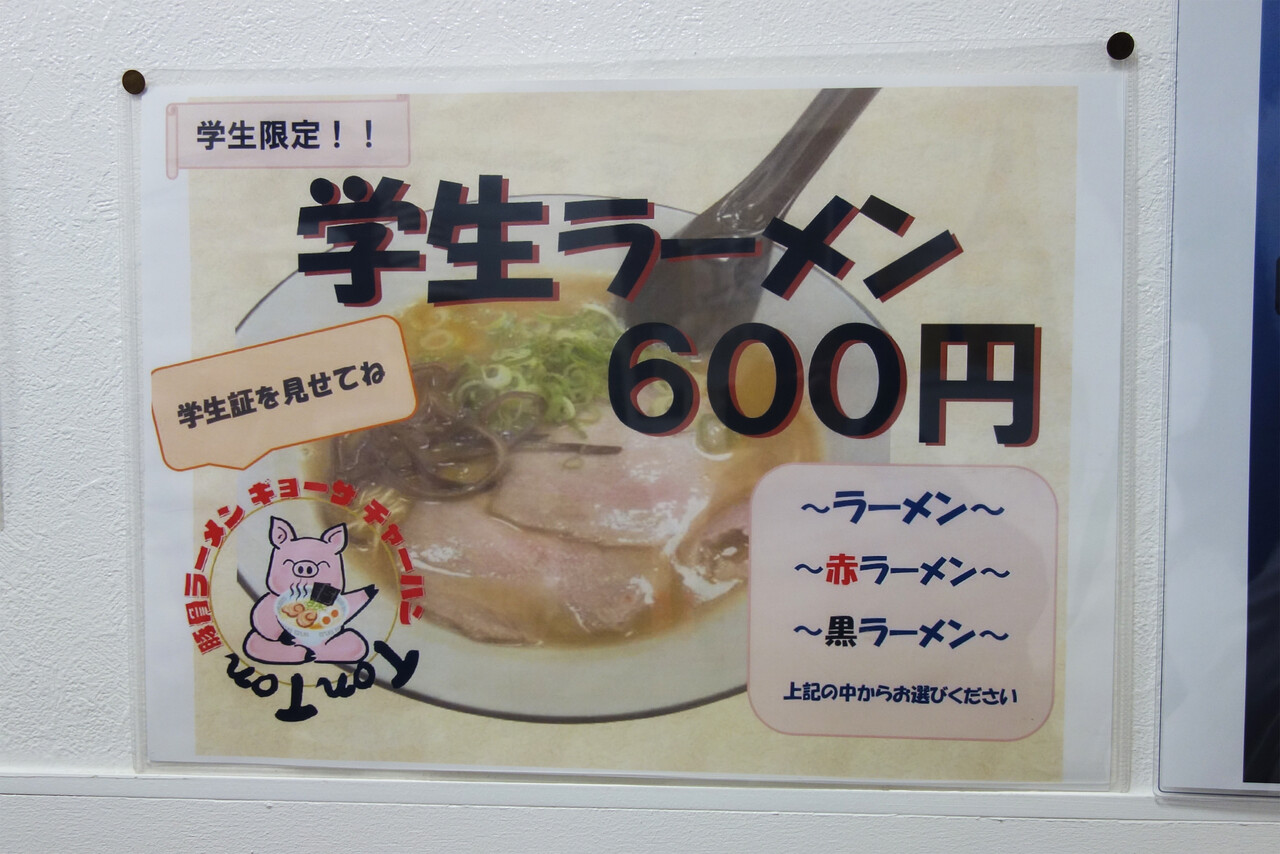 学生限定！！
学生ラーメン
600円
学生証を見せてね
豚骨ラーメン ギョーザ チャーハン
TonTon
～ラーメン～
～赤ラーメン～
～黒ラーメン～
上記の中からお選びください